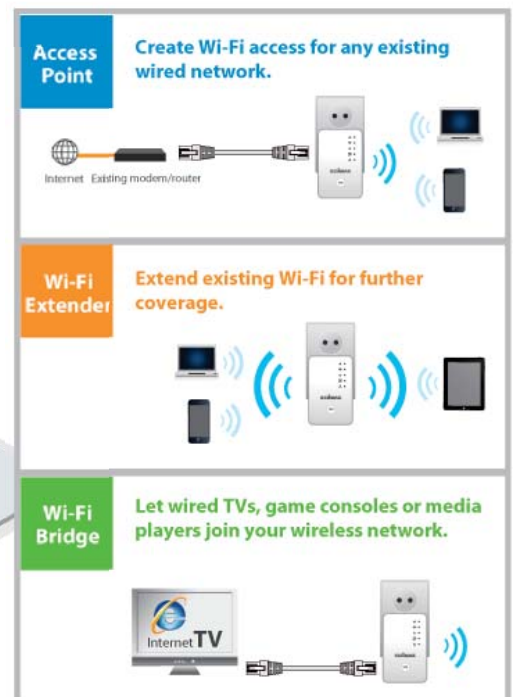 Access
Point
Create Wi-Fi access for any existing
wired network.
Internet Existing modem/router
Wi-Fi
Extender
Extend existing Wi-Fi for further
coverage.
Wi-Fi
Bridge
Let wired TVs, game consoles or media
players join your wireless network.
Internet TV